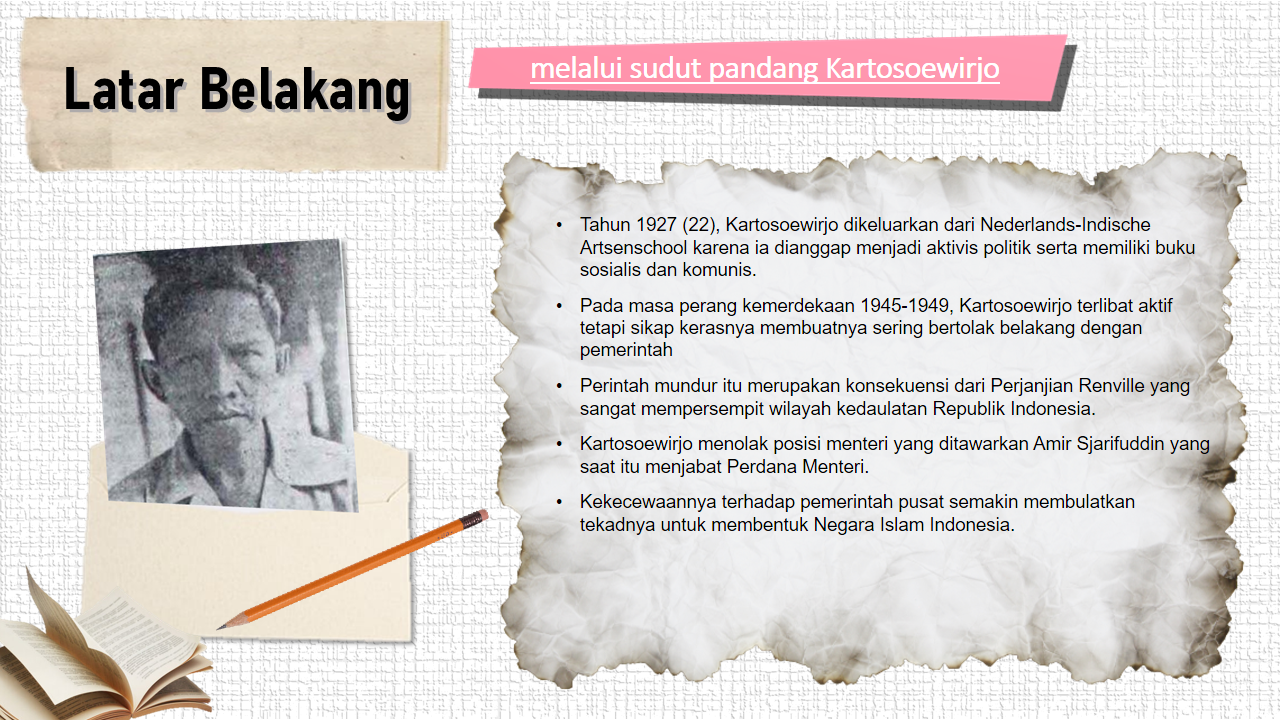 Latar Belakang
melalui sudut pandang Kartosoewirjo
• Tahun 1927 (22), Kartosoewirjo dikeluarkan dari Nederlands-Indische
Artsenschool karena ia dianggap menjadi aktivis politik serta memiliki buku
sosialis dan komunis.
• Pada masa perang kemerdekaan 1945-1949, Kartosoewirjo terlibat aktif
tetapi sikap kerasnya membuatnya sering bertolak belakang dengan
pemerintah
• Perintah mundur itu merupakan konsekuensi dari Perjanjian Renville yang
sangat mempersempit wilayah kedaulatan Republik Indonesia.
• Kartosoewirjo menolak posisi menteri yang ditawarkan Amir Sjarifuddin yang
saat itu menjabat Perdana Menteri.
• Kekecewaannya terhadap pemerintah pusat semakin membulatkan
tekadnya untuk membentuk Negara Islam Indonesia.